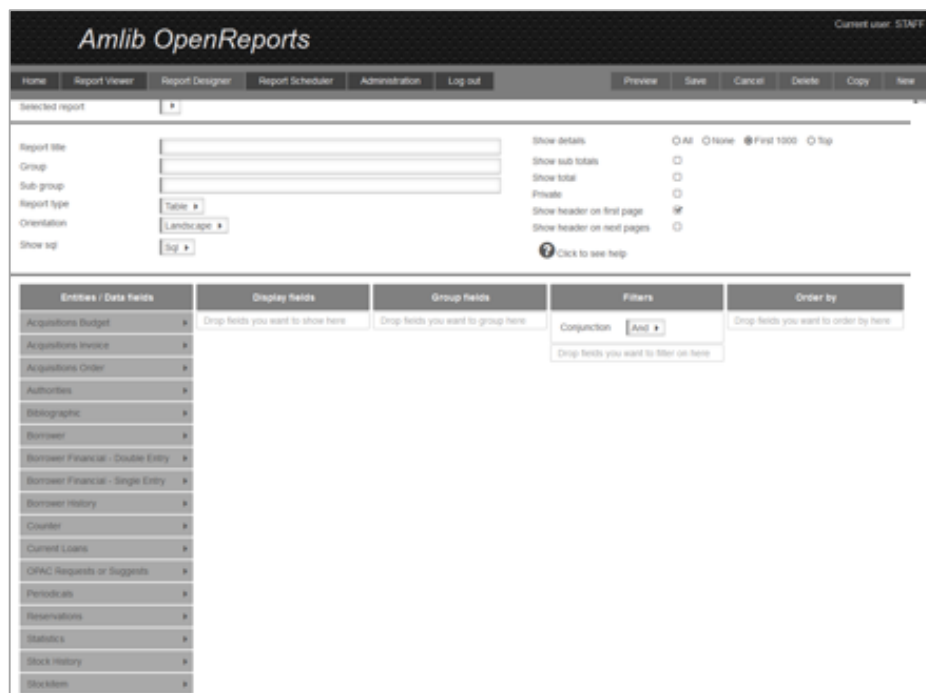 Current user: STAFF
Amlib OpenReports
Home Report Viewer Report Designer Report Scheduler Administration Log out Preview Save Cancel Delete Copy New
Selected report
Report title
Group
Sub group
Report type Table
Orientation Landscape
Show sql Sql
Show details All None First 1000 Top
Show sub totals
Show total
Private
Show header on first page
Show header on next pages
? Click to see help
Entities / Data fields Display fields Group fields Filters Order by
Acquisitions Budget Drop fields you want to show here Drop fields you want to group here Conjunction And Drop fields you want to order by here
Acquisitions Invoice
Drop fields you want to filter on here
Acquisitions Order
Authorities
Bibliographic
Borrower
Borrower Financial - Double Entry
Borrower Financial - Single Entry
Borrower History
Counter
Current Loans
OPAC Requests or Suggests
Periodicals
Reservations
Statistics
Stock History
StockItem